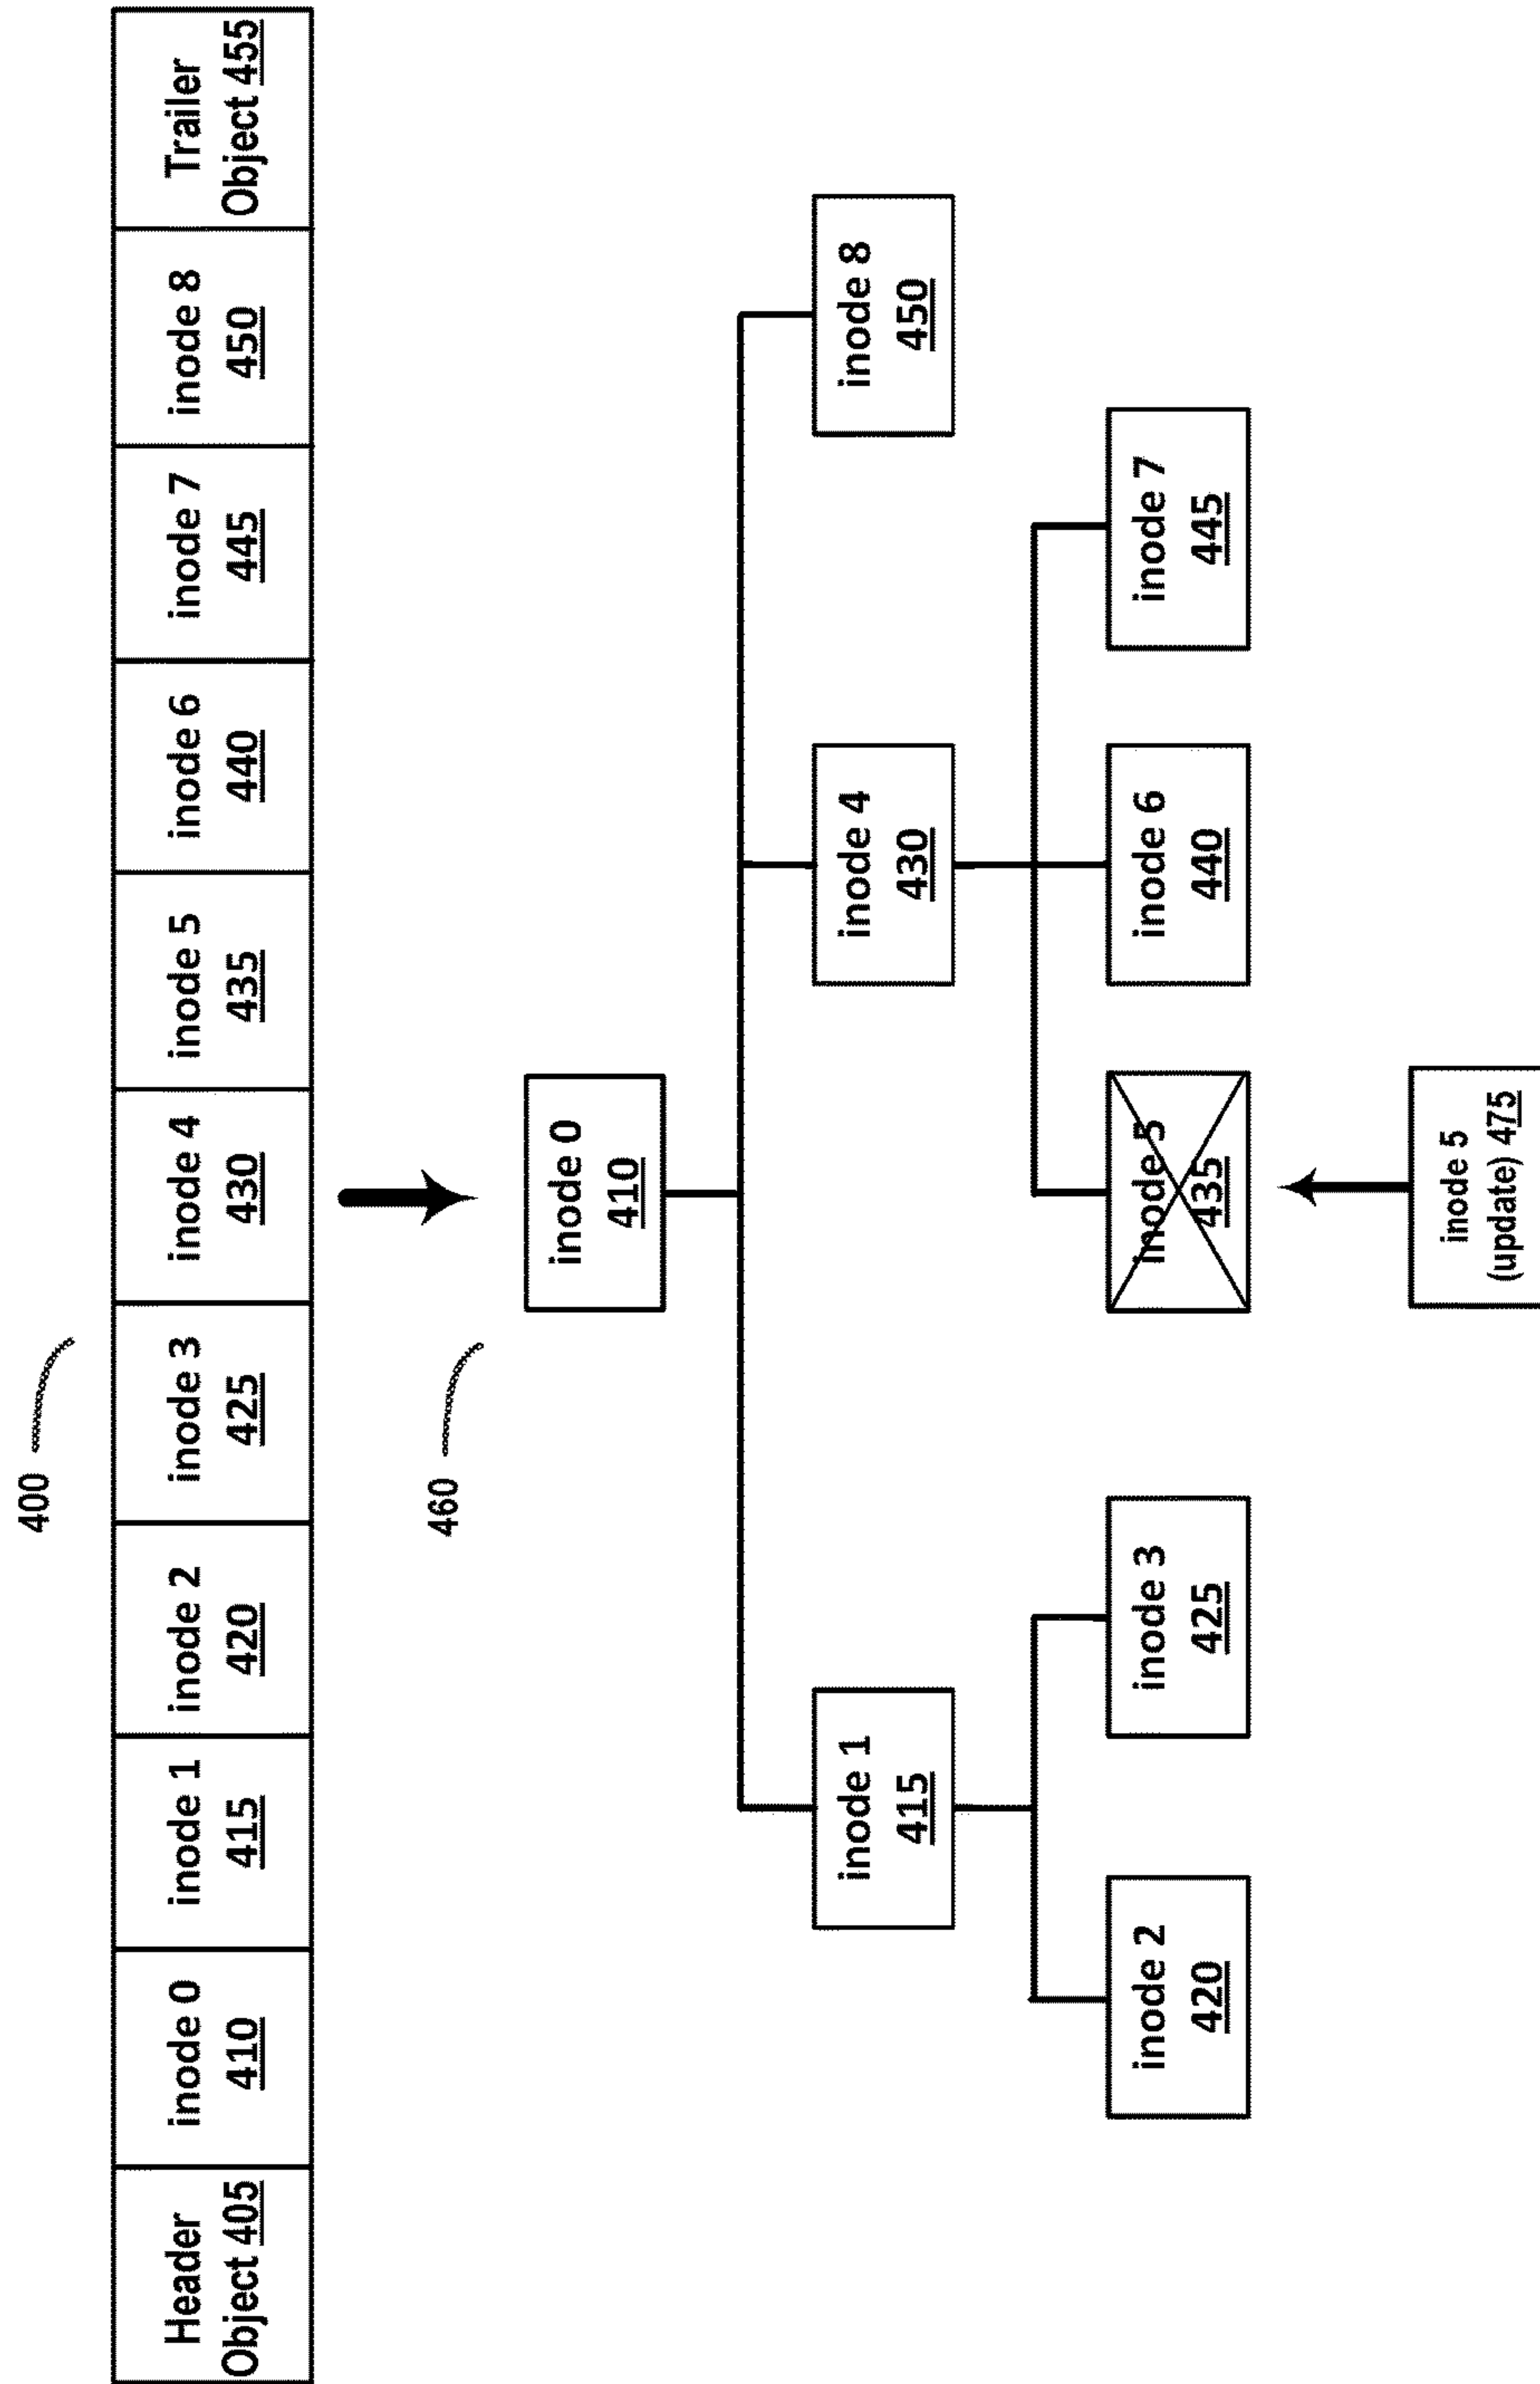 400
Header
Object 405
inode 0
410
inode 1
415
inode 2
420
inode 3
425
inode 4
430
inode 5
435
inode 6
440
inode 7
445
inode 8
450
Trailer
Object 455
460
inode 0
410
inode 1
415
inode 4
430
inode 8
450
inode 2
420
inode 3
425
inode 5
435
inode 6
440
inode 7
445
inode 5
(update) 475